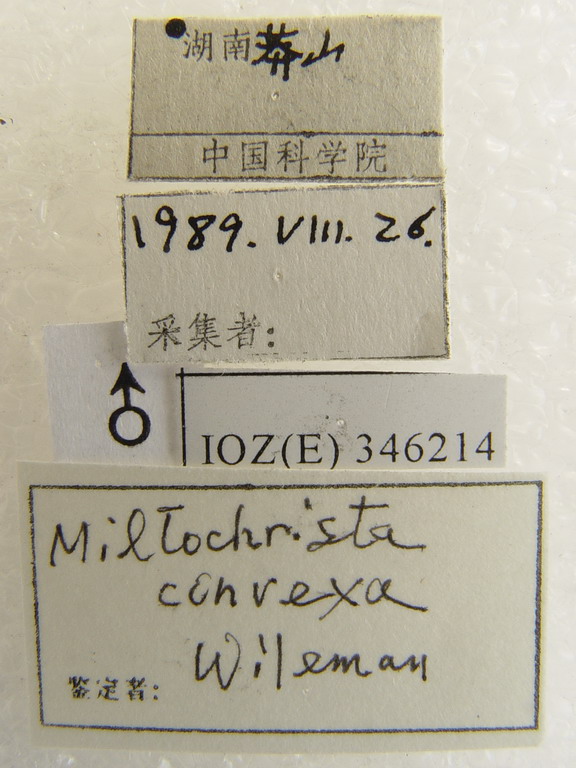 湖南莽山
中国科学院
1989. VIII. 26.
采集者:
♂
IOZ(E) 346214
Miltochrista
convexa
Wileman
鉴定者: